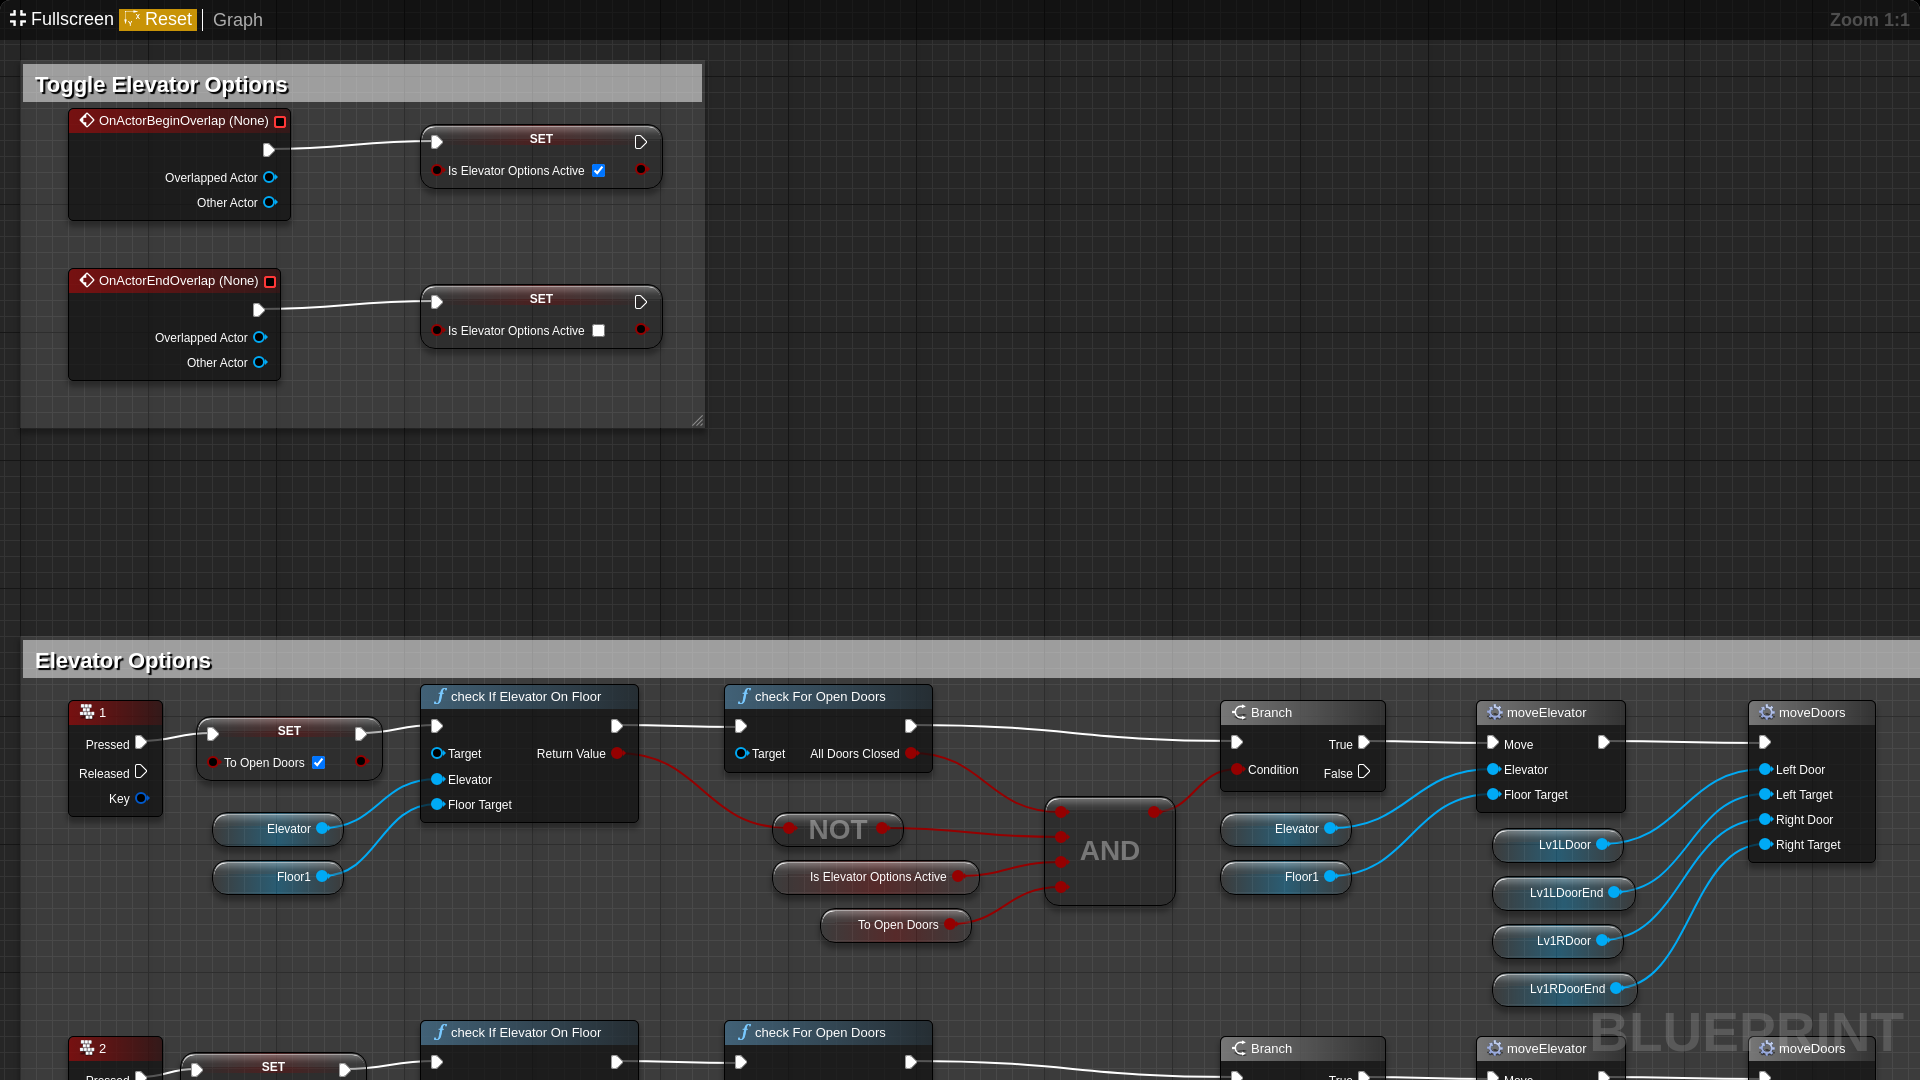 Fullscreen Reset Graph
Zoom 1:1
Toggle Elevator Options
OnActorBeginOverlap (None)
Overlapped Actor
Other Actor
SET
Is Elevator Options Active
OnActorEndOverlap (None)
Overlapped Actor
Other Actor
SET
Is Elevator Options Active
Elevator Options
1
Pressed
Released
Key
SET
To Open Doors
Elevator
Floor1
check If Elevator On Floor
Target
Return Value
Elevator
Floor Target
check For Open Doors
Target
All Doors Closed
NOT
Is Elevator Options Active
To Open Doors
AND
Branch
True
Condition
False
Elevator
Floor1
moveElevator
Move
Elevator
Floor Target
Lv1LDoor
Lv1LDoorEnd
Lv1RDoor
Lv1RDoorEnd
moveDoors
Left Door
Left Target
Right Door
Right Target
2
Pressed
SET
check If Elevator On Floor
check For Open Doors
Branch
True
moveElevator
Move
moveDoors
BLUEPRINT